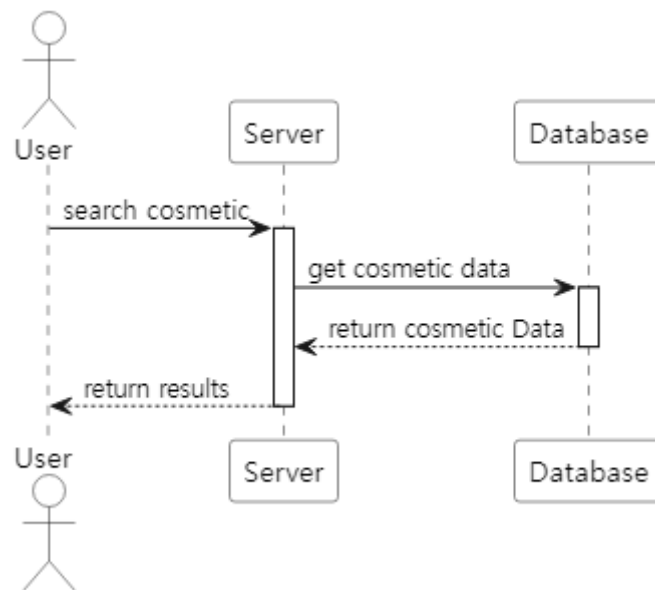 User
Server
Database
search cosmetic
get cosmetic data
return cosmetic Data
return results
User
Server
Database